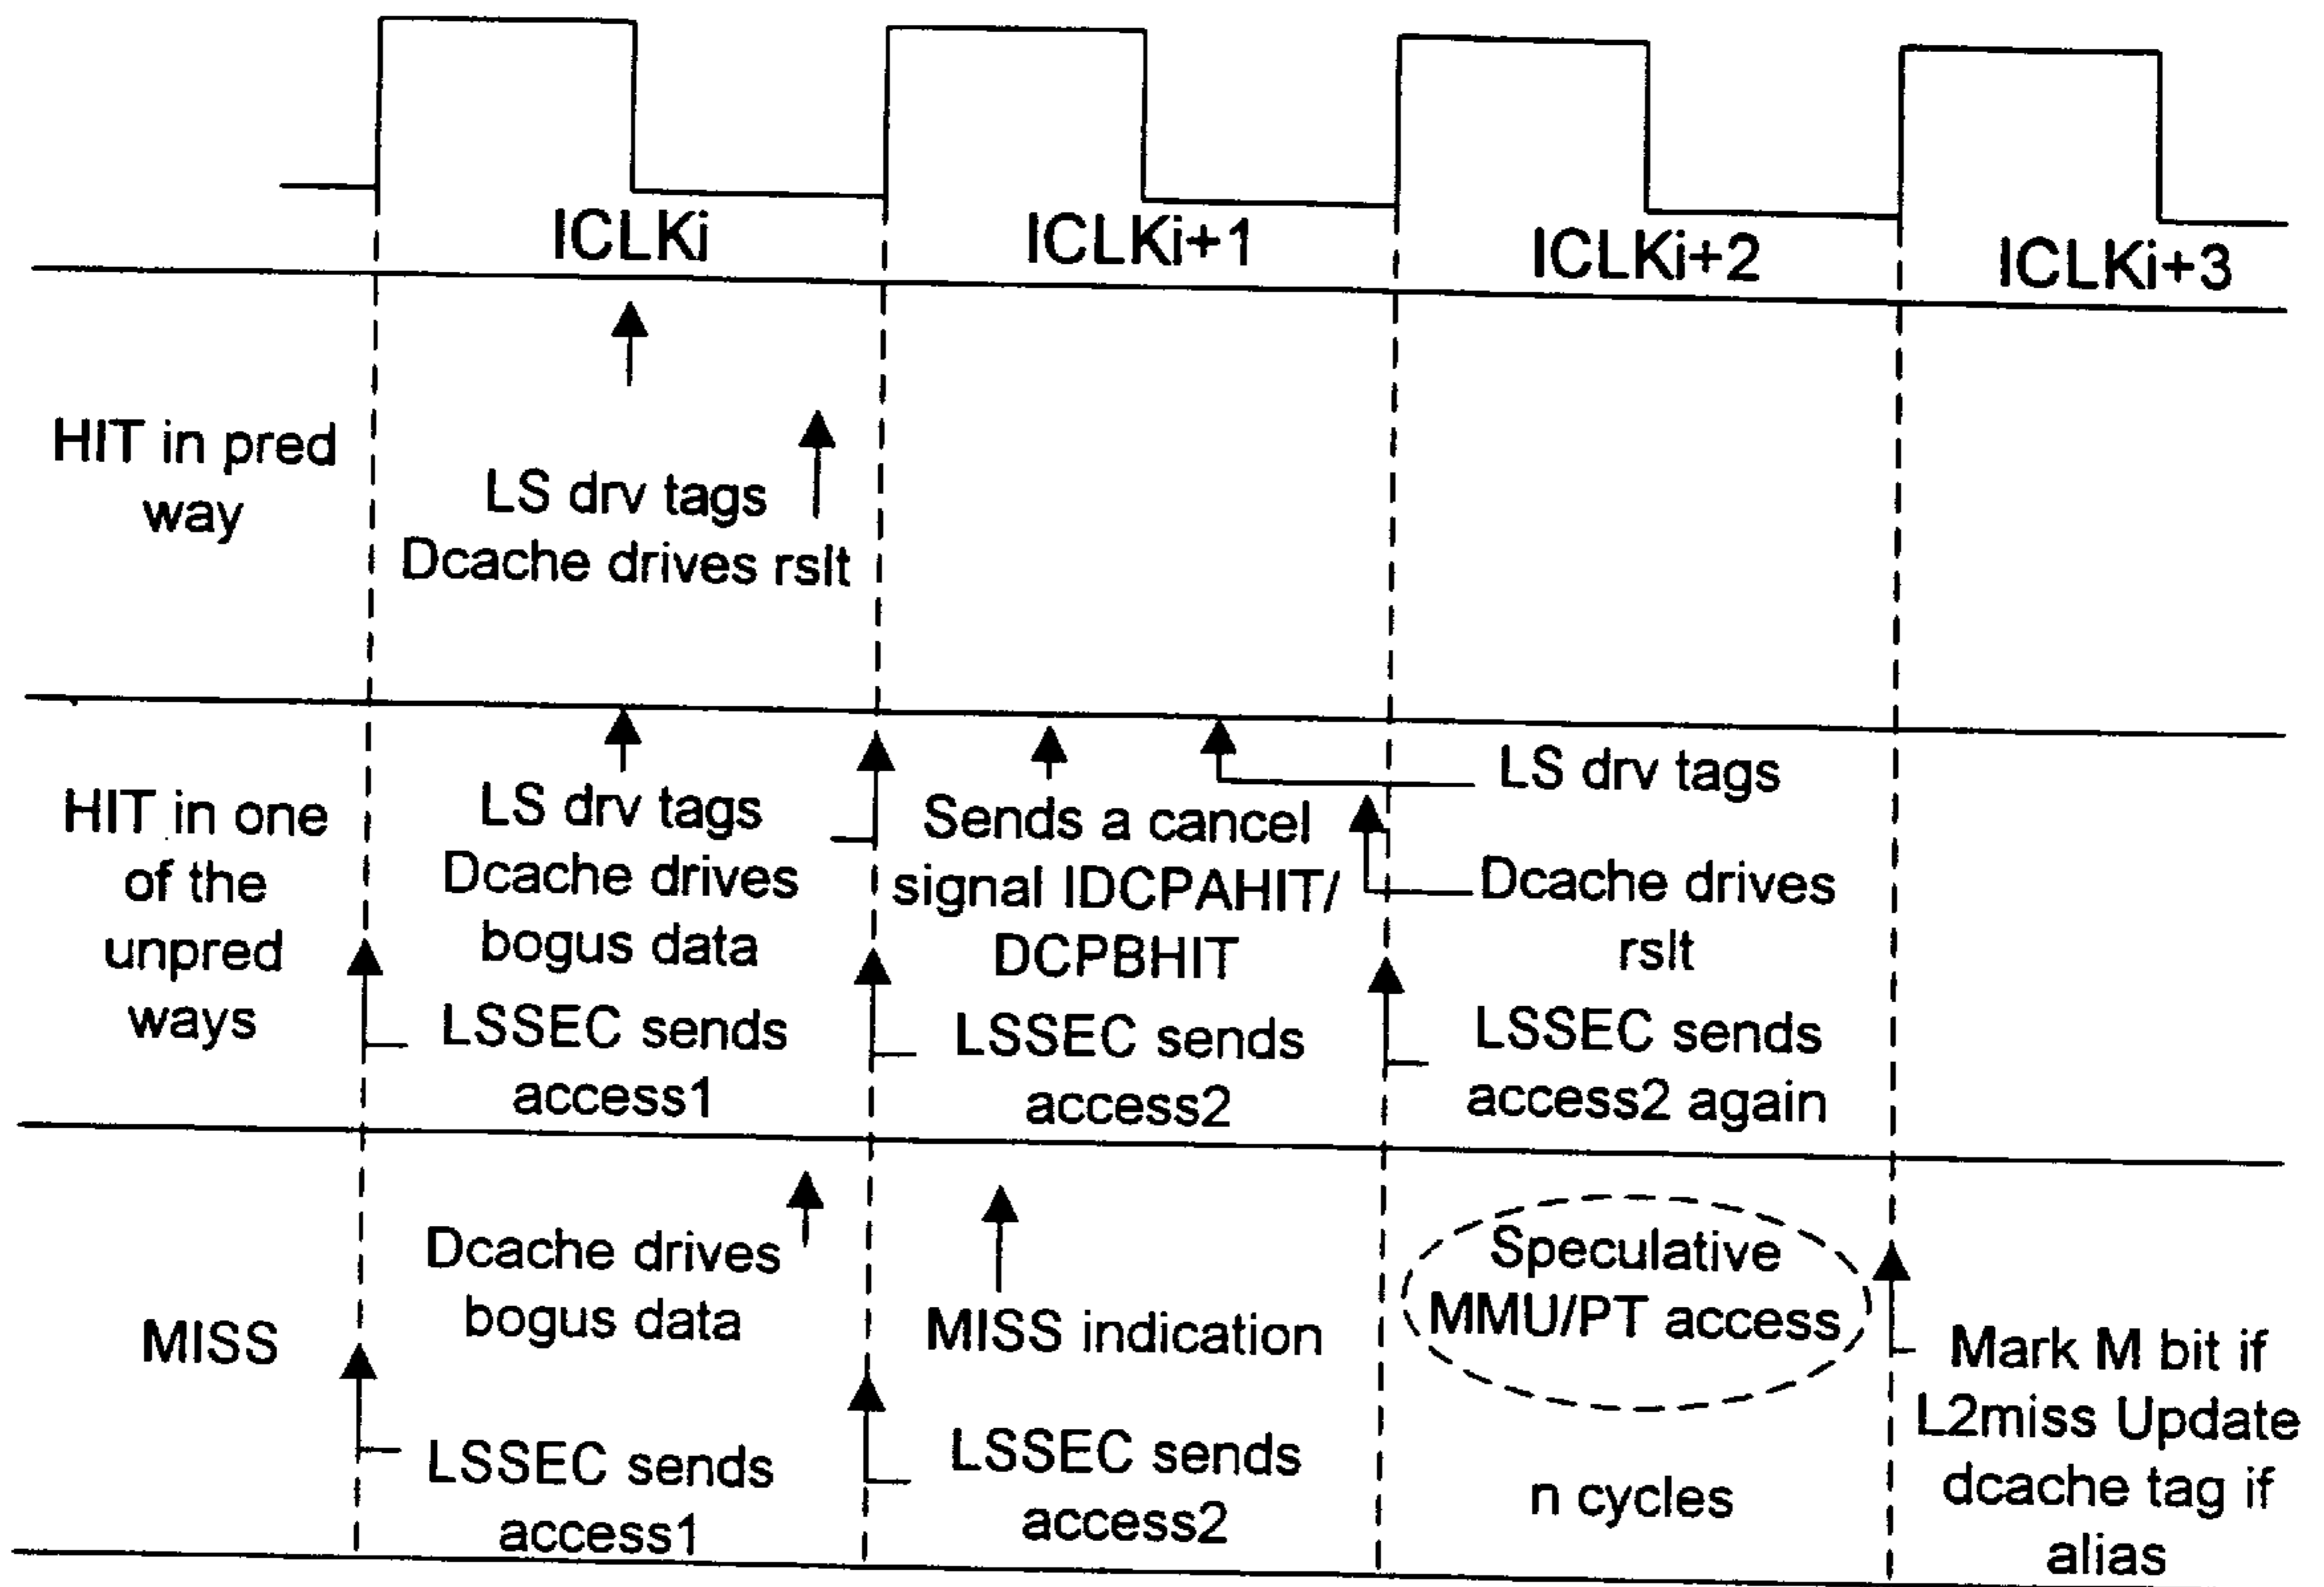 ICLKi
ICLKi+1
ICLKi+2
ICLKi+3
HIT in pred
way
LS drv tags
Dcache drives rslt
HIT in one
of the
unpred
ways
LS drv tags
Dcache drives
bogus data
LSSEC sends
access1
Sends a cancel
signal IDCPAHIT/
DCPBHIT
LSSEC sends
access2
LS drv tags
Dcache drives
rslt
LSSEC sends
access2 again
MISS
Dcache drives
bogus data
LSSEC sends
access1
MISS indication
LSSEC sends
access2
Speculative
MMU/PT access
n cycles
Mark M bit if
L2miss Update
dcache tag if
alias